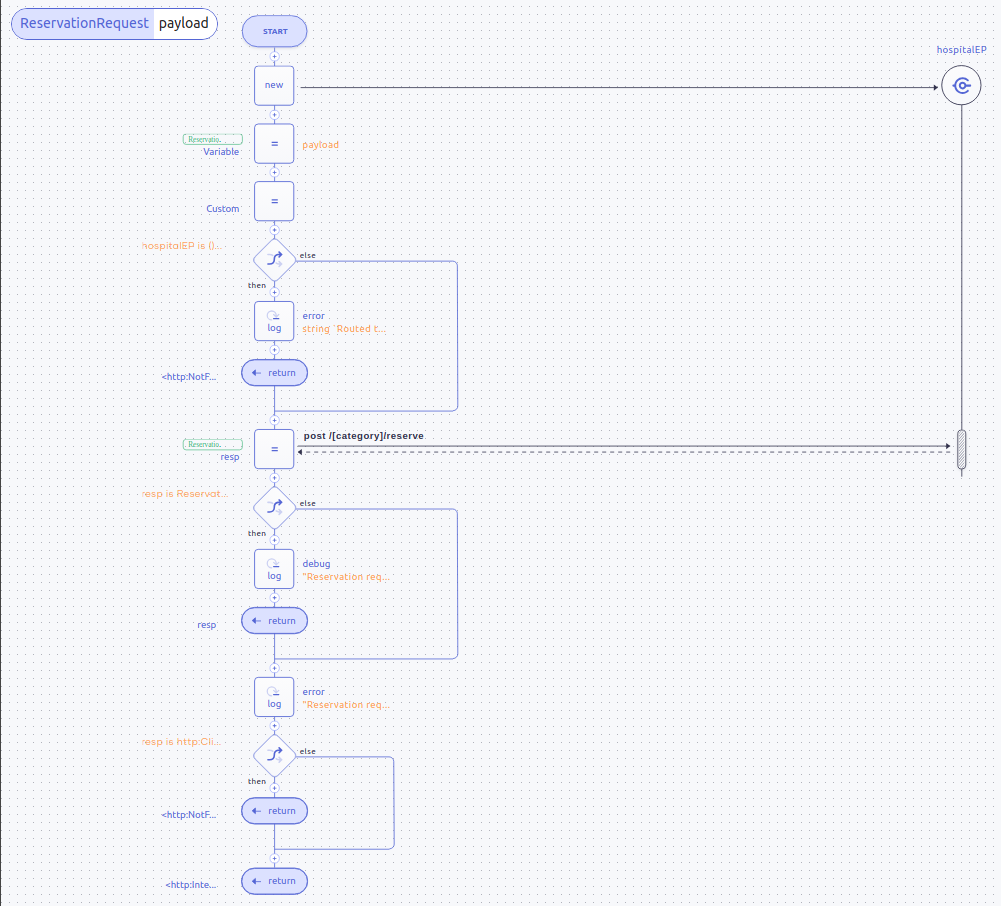 ReservationRequest payload
START
hospitalEP
new
Reservatio.
Variable
=
payload
Custom
=
hospitalEP is ()...
else
then
log
error
string `Routed t...
<http:NotF...
return
Reservatio.
resp
=
post /[category]/reserve
resp is Reservat...
else
then
log
debug
"Reservation req...
resp
return
log
error
"Reservation req...
resp is http:Cli...
else
then
<http:NotF...
return
<http:Inte...
return